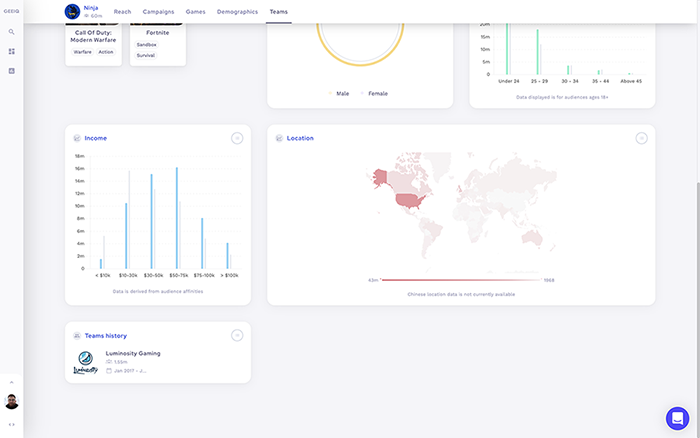 GEEIQ
Ninja
60m
Reach
Campaigns
Games
Demographics
Teams
Call Of Duty:
Modern Warfare
Warfare
Action
Fortnite
Sandbox
Survival
Male
Female
20m
15m
10m
5m
0
Under 24
25 - 29
30 - 34
35 - 44
Above 45
Data displayed is for audiences ages 18+
Income
18m
16m
14m
12m
10m
8m
6m
4m
2m
0
< $10k
$10-30k
$30-50k
$50-75k
$75-100k
> $100k
Data is derived from audience affinities
Location
43m
1868
Chinese location data is not currently available
Teams history
Luminosity Gaming
1.55m
Jan 2017 - J...
Luminosity